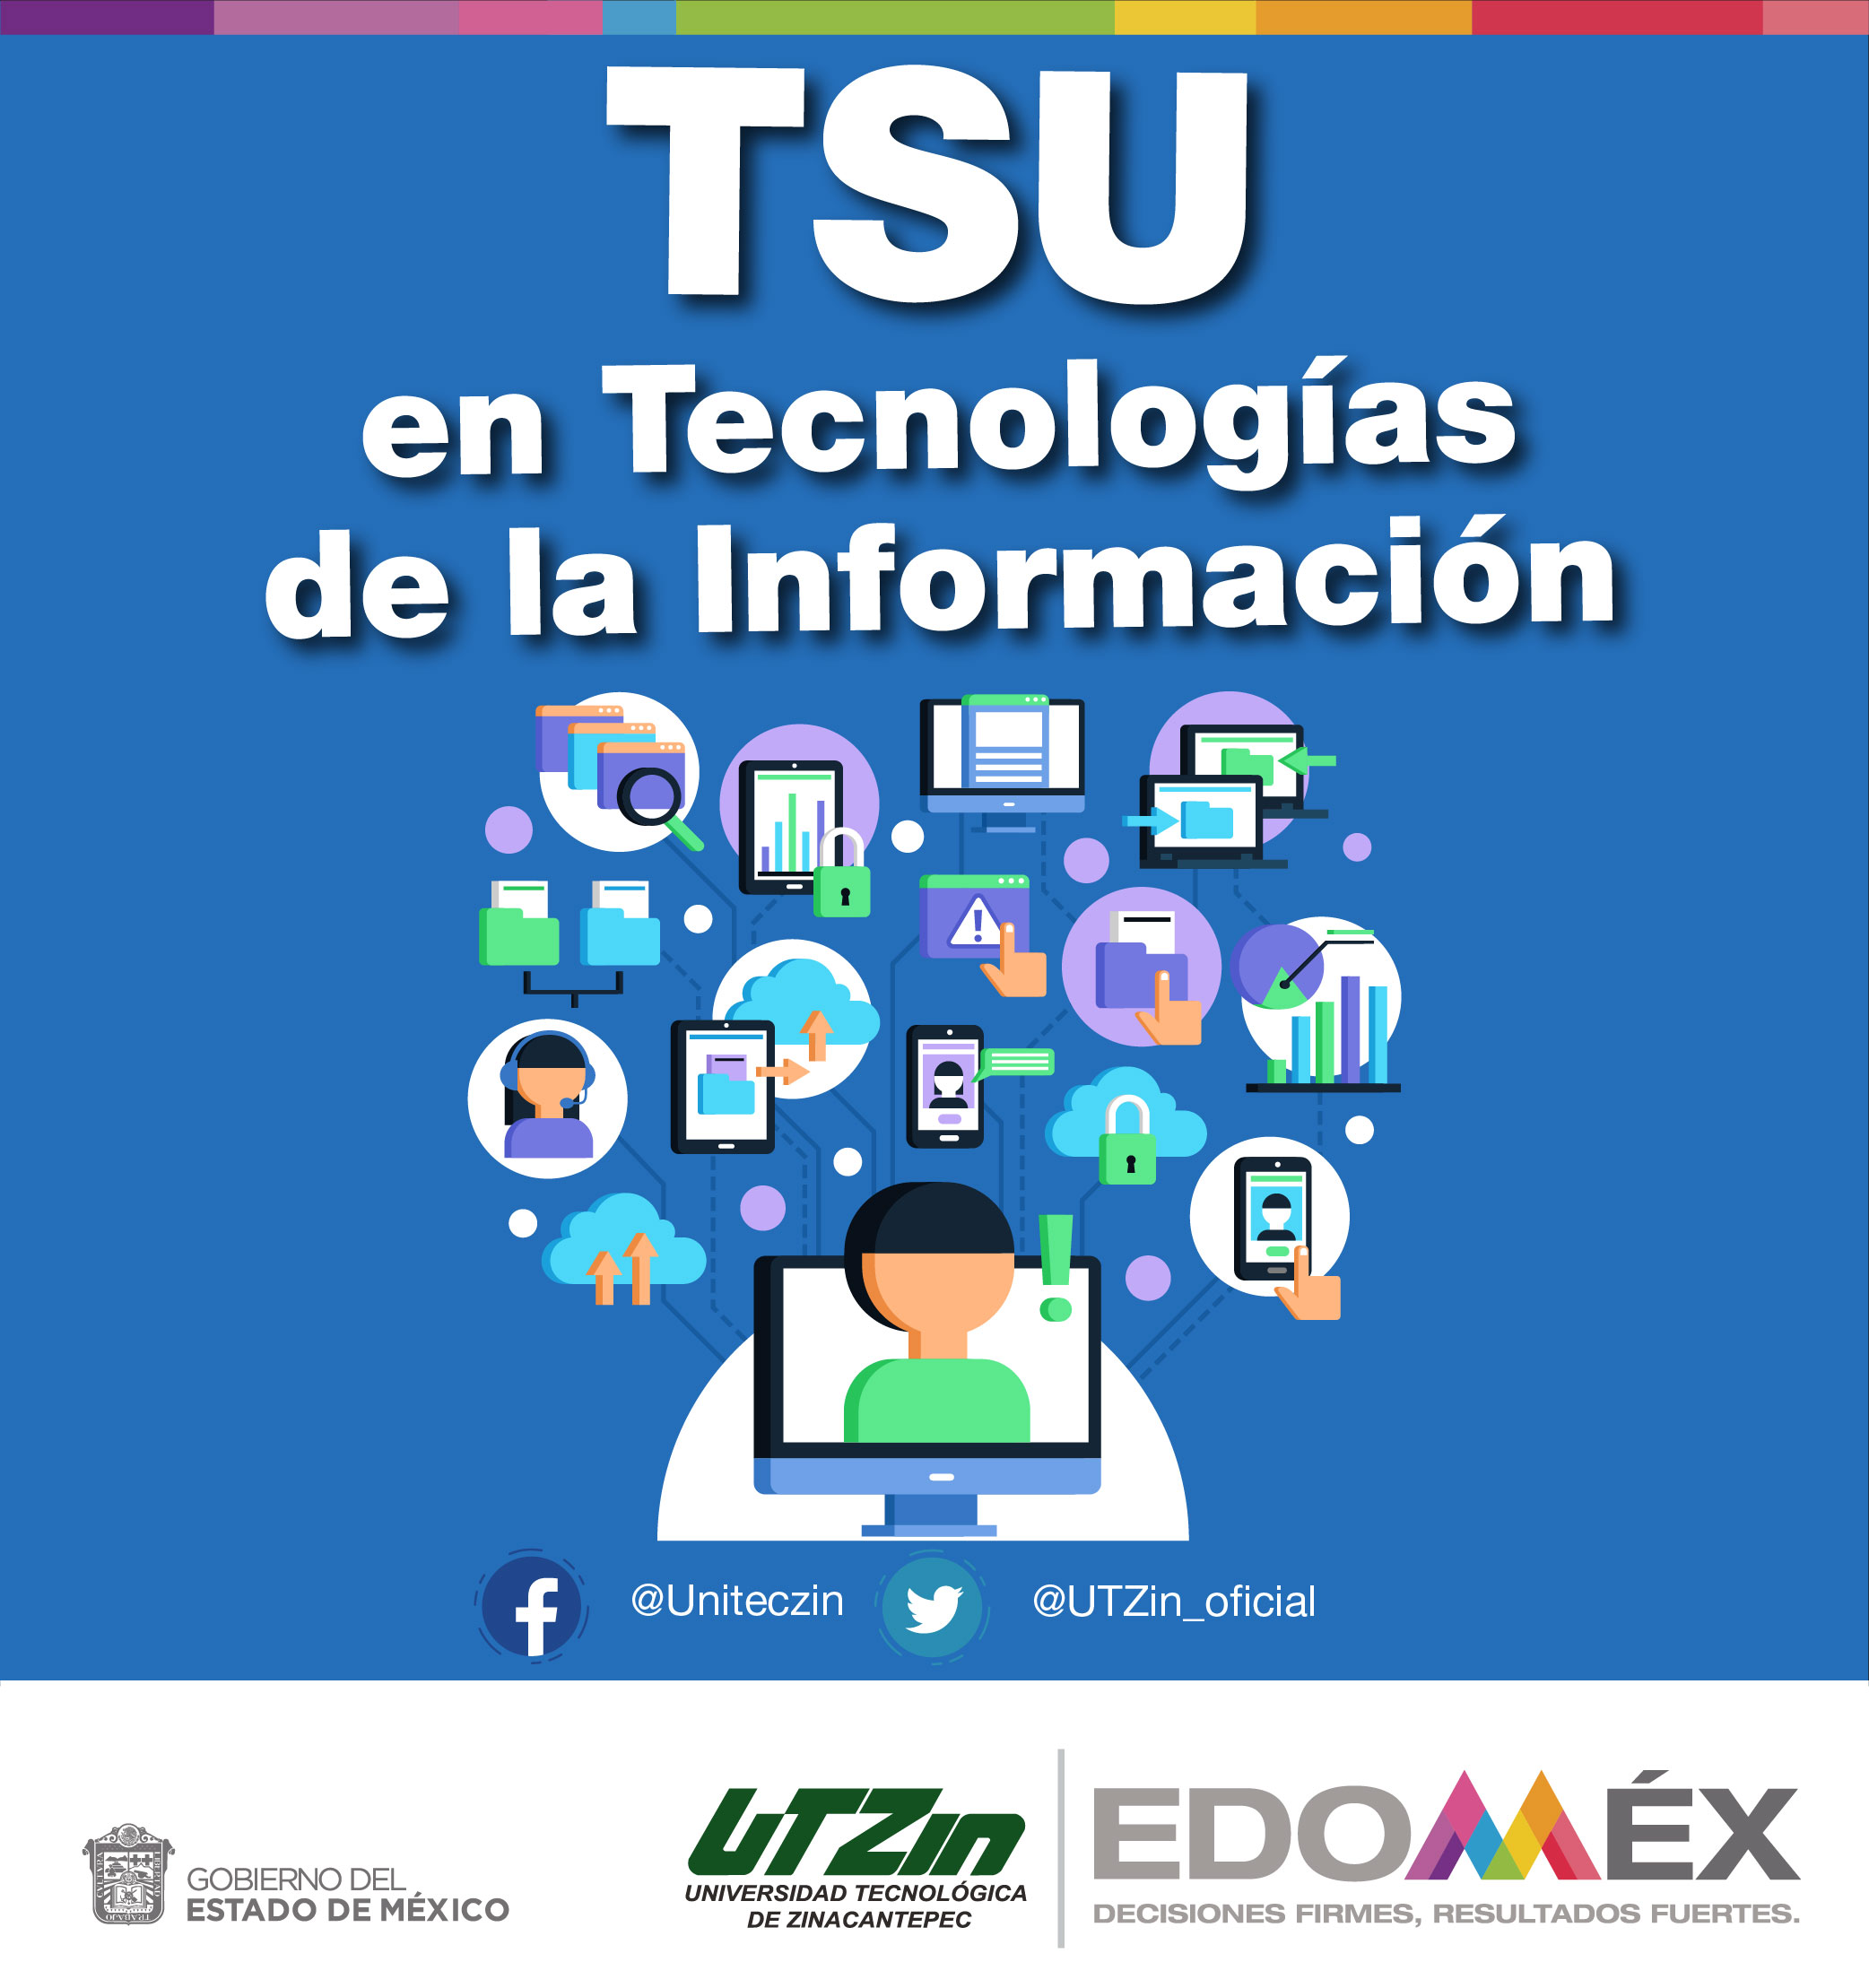 TSU
en Tecnologías
de la Información
@Uniteczin
@UTZin_oficial
GOBIERNO DEL
ESTADO DE MÉXICO
UTZin
UNIVERSIDAD TECNOLÓGICA
DE ZINACANTEPEC
EDOMÉX
DECISIONES FIRMES, RESULTADOS FUERTES.